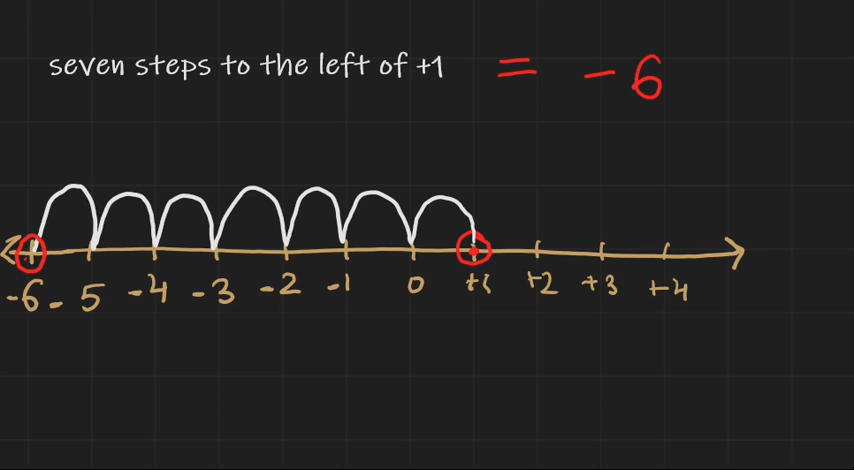 seven steps to the left of +1 = -6
-6 -5 -4 -3 -2 -1 0 +1 +2 +3 +4